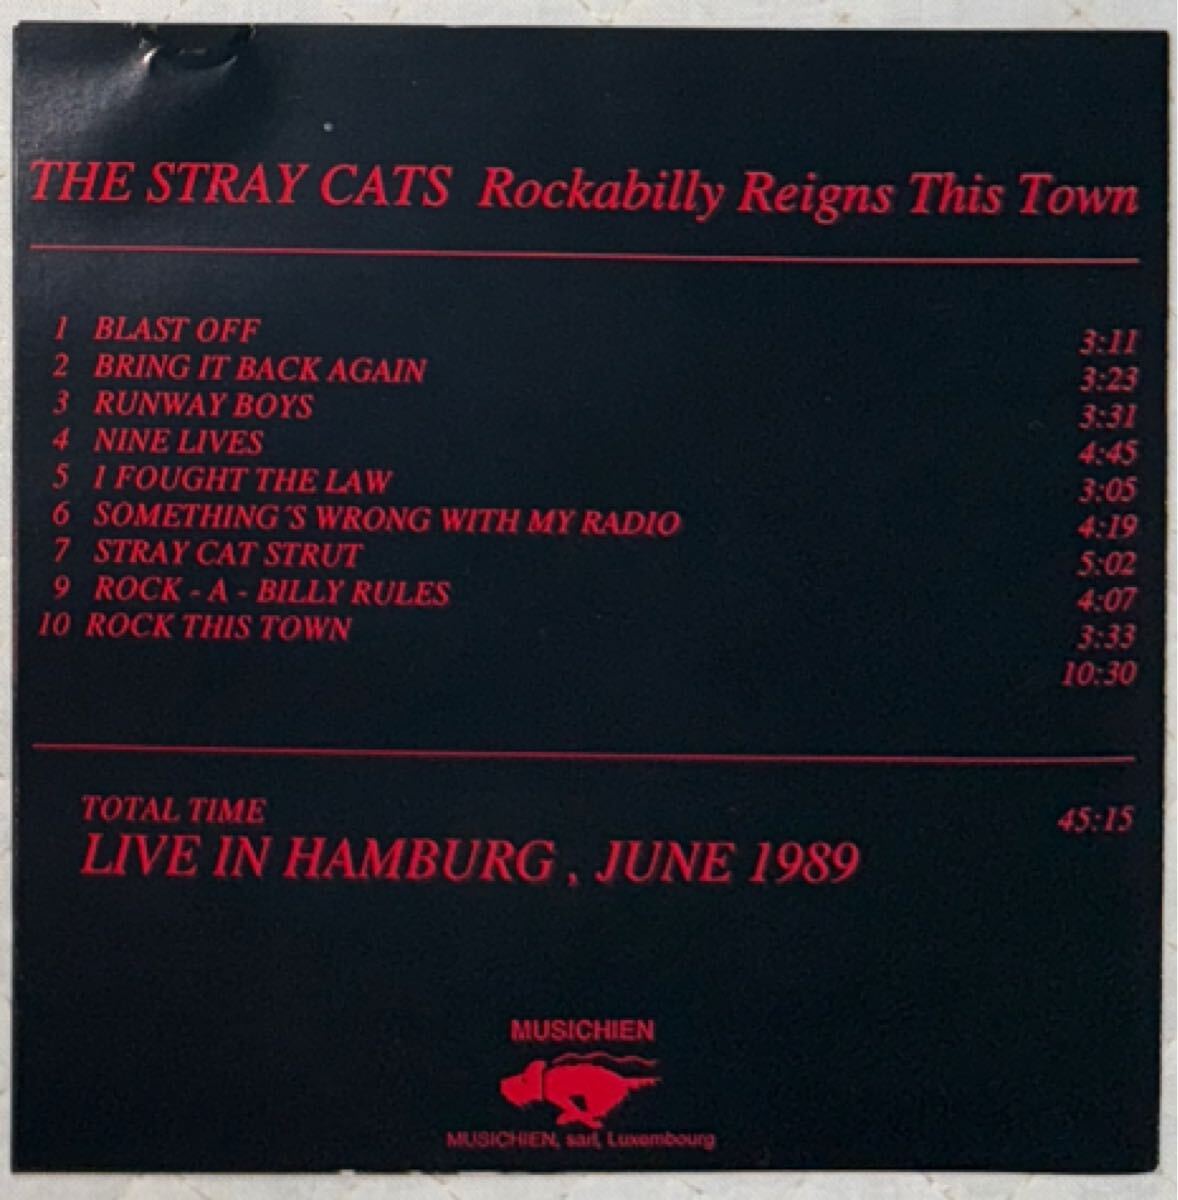 THE STRAY CATS Rockabilly Reigns This Town
1 BLAST OFF 3:11
2 BRING IT BACK AGAIN 3:23
3 RUNWAY BOYS 3:31
4 NINE LIVES 4:45
5 I FOUGHT THE LAW 3:05
6 SOMETHING´S WRONG WITH MY RADIO 4:19
7 STRAY CAT STRUT 5:02
9 ROCK - A - BILLY RULES 4:07
10 ROCK THIS TOWN 3:33
10:30
TOTAL TIME 45:15
LIVE IN HAMBURG , JUNE 1989
MUSICHIEN
MUSICHIEN, sarl, Luxembourg